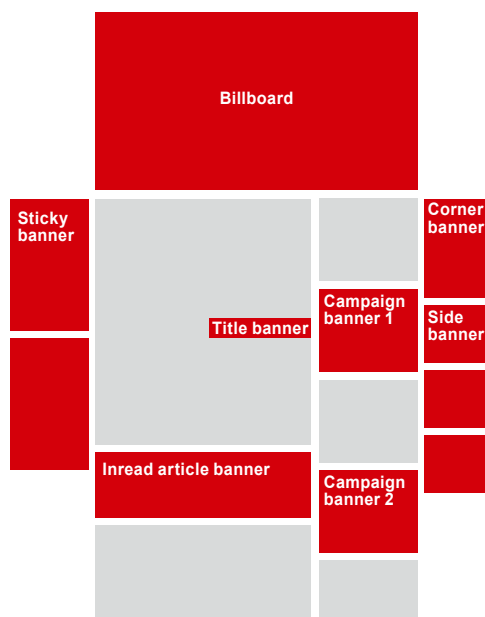 Billboard
Sticky
banner
Corner
banner
Campaign
banner 1
Title banner
Side
banner
Inread article banner
Campaign
banner 2